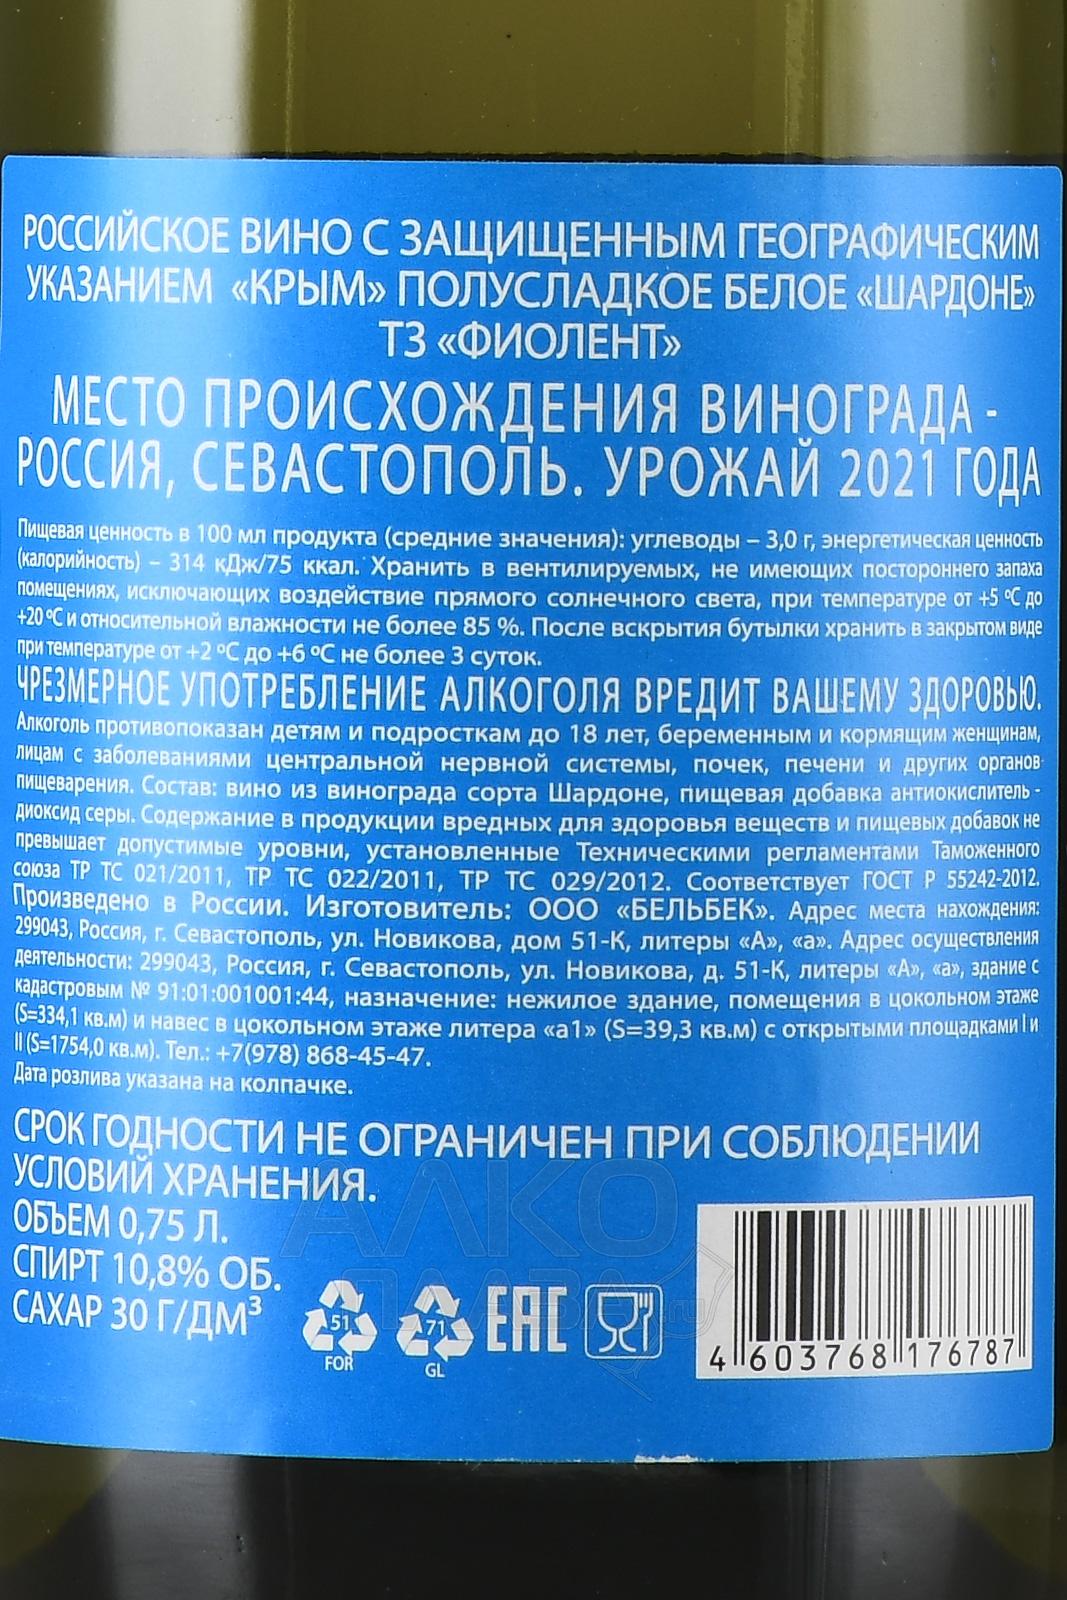 РОССИЙСКОЕ ВИНО С ЗАЩИЩЕННЫМ ГЕОГРАФИЧЕСКИМ
УКАЗАНИЕМ «КРЫМ» ПОЛУСЛАДКОЕ БЕЛОЕ «ШАРДОНЕ»
ТЗ «ФИОЛЕНТ»
МЕСТО ПРОИСХОЖДЕНИЯ ВИНОГРАДА -
РОССИЯ, СЕВАСТОПОЛЬ. УРОЖАЙ 2021 ГОДА
Пищевая ценность в 100 мл продукта (средние значения): углеводы – 3,0 г, энергетическая ценность
(калорийность) – 314 кДж/75 ккал. Хранить в вентилируемых, не имеющих постороннего запаха
помещениях, исключающих воздействие прямого солнечного света, при температуре от +5 ºС до
+20 ºС и относительной влажности не более 85 %. После вскрытия бутылки хранить в закрытом виде
при температуре от +2 ºС до +6 ºС не более 3 суток.
ЧРЕЗМЕРНОЕ УПОТРЕБЛЕНИЕ АЛКОГОЛЯ ВРЕДИТ ВАШЕМУ ЗДОРОВЬЮ.
Алкоголь противопоказан детям и подросткам до 18 лет, беременным и кормящим женщинам,
лицам с заболеваниями центральной нервной системы, почек, печени и других органов
пищеварения. Состав: вино из винограда сорта Шардоне, пищевая добавка антиокислитель -
диоксид серы. Содержание в продукции вредных для здоровья веществ и пищевых добавок не
превышает допустимые уровни, установленные Техническими регламентами Таможенного
союза ТР ТС 021/2011, ТР ТС 022/2011, ТР ТС 029/2012. Соответствует ГОСТ Р 55242-2012.
Произведено в России. Изготовитель: ООО «БЕЛЬБЕК». Адрес места нахождения:
299043, Россия, г. Севастополь, ул. Новикова, дом 51-К, литеры «А», «а». Адрес осуществления
деятельности: 299043, Россия, г. Севастополь, ул. Новикова, д. 51-К, литеры «А», «а», здание с
кадастровым № 91:01:001001:44, назначение: нежилое здание, помещения в цокольном этаже
(S=334,1 кв.м) и навес в цокольном этаже литера «а1» (S=39,3 кв.м) с открытыми площадками I и
II (S=1754,0 кв.м). Тел.: +7(978) 868-45-47.
Дата розлива указана на колпачке.
СРОК ГОДНОСТИ НЕ ОГРАНИЧЕН ПРИ СОБЛЮДЕНИИ
УСЛОВИЙ ХРАНЕНИЯ.
ОБЪЕМ 0,75 Л.
СПИРТ 10,8% ОБ.
САХАР 30 Г/ДМ³
51
FOR
71
GL
EAC
4 603768 176787
АЛКО